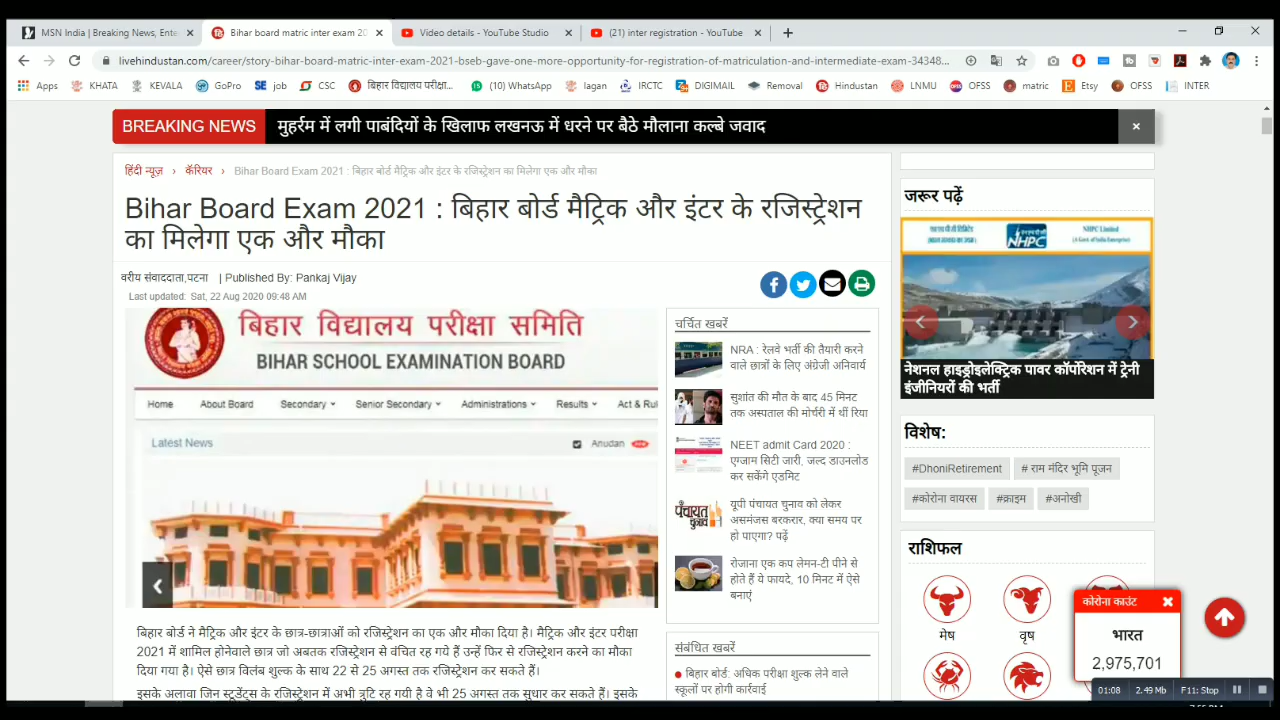 MSN India | Breaking News, Ente
Bihar board matric inter exam 20
Video details - YouTube Studio
(21) inter registration - YouTube
livehindustan.com/career/story-bihar-board-matric-inter-exam-2021-bseb-gave-one-more-opportunity-for-registration-of-matriculation-and-intermediate-exam-34348...
Apps KHATA KEVALA GoPro job CSC बिहार विद्यालय परीक्षा... (10) WhatsApp lagan IRCTC DIGIMAIL Removal Hindustan LNMU OFSS matric Etsy OFSS INTER
BREAKING NEWS मुहर्रम में लगी पाबंदियों के खिलाफ लखनऊ में धरने पर बैठे मौलाना कल्बे जवाद
हिंदी न्यूज़ › कॅरियर › Bihar Board Exam 2021 : बिहार बोर्ड मैट्रिक और इंटर के रजिस्ट्रेशन का मिलेगा एक और मौका
Bihar Board Exam 2021 : बिहार बोर्ड मैट्रिक और इंटर के रजिस्ट्रेशन
का मिलेगा एक और मौका
वरीय संवाददाता,पटना | Published By: Pankaj Vijay
Last updated: Sat, 22 Aug 2020 09:48 AM
बिहार विद्यालय परीक्षा समिति
BIHAR SCHOOL EXAMINATION BOARD
Home About Board Secondary Senior Secondary Administrations Results Act & Rul
Latest News Anudan
बिहार बोर्ड ने मैट्रिक और इंटर के छात्र-छात्राओं को रजिस्ट्रेशन का एक और मौका दिया है। मैट्रिक और इंटर परीक्षा
2021 में शामिल होनेवाले छात्र जो अबतक रजिस्ट्रेशन से वंचित रह गये हैं उन्हें फिर से रजिस्ट्रेशन करने का मौका
दिया गया है। ऐसे छात्र विलंब शुल्क के साथ 22 से 25 अगस्त तक रजिस्ट्रेशन कर सकते हैं।
इसके अलावा जिन स्टूडेंट्स के रजिस्ट्रेशन में अभी त्रुटि रह गयी है वे भी 25 अगस्त तक सुधार कर सकते हैं। इसके
चर्चित खबरें
NRA : रेलवे भर्ती की तैयारी करने
वाले छात्रों के लिए अंग्रेजी अनिवार्य
सुशांत की मौत के बाद 45 मिनट
तक अस्पताल की मोर्चरी में थीं रिया
NEET admit Card 2020 :
एग्जाम सिटी जारी, जल्द डाउनलोड
कर सकेंगे एडमिट
पंचायत चुनाव
यूपी पंचायत चुनाव को लेकर
असमंजस बरकरार, क्या समय पर
हो पाएगा? पढ़ें
रोजाना एक कप लेमन-टी पीने से
होते हैं ये फायदे, 10 मिनट में ऐसे
बनाएं
संबंधित खबरें
बिहार बोर्ड: अधिक परीक्षा शुल्क लेने वाले
स्कूलों पर होगी कार्रवाई
जरूर पढ़ें
NHPC
NHPC Limited
नेशनल हाइड्रोइलेक्ट्रिक पावर कॉर्पोरेशन में ट्रेनी
इंजीनियरों की भर्ती
विशेष:
#DhoniRetirement # राम मंदिर भूमि पूजन
#कोरोना वायरस #क्राइम #अनोखी
राशिफल
मेष वृष
कोरोना काउंट
भारत
2,975,701
01:08 2.49 Mb F11: Stop